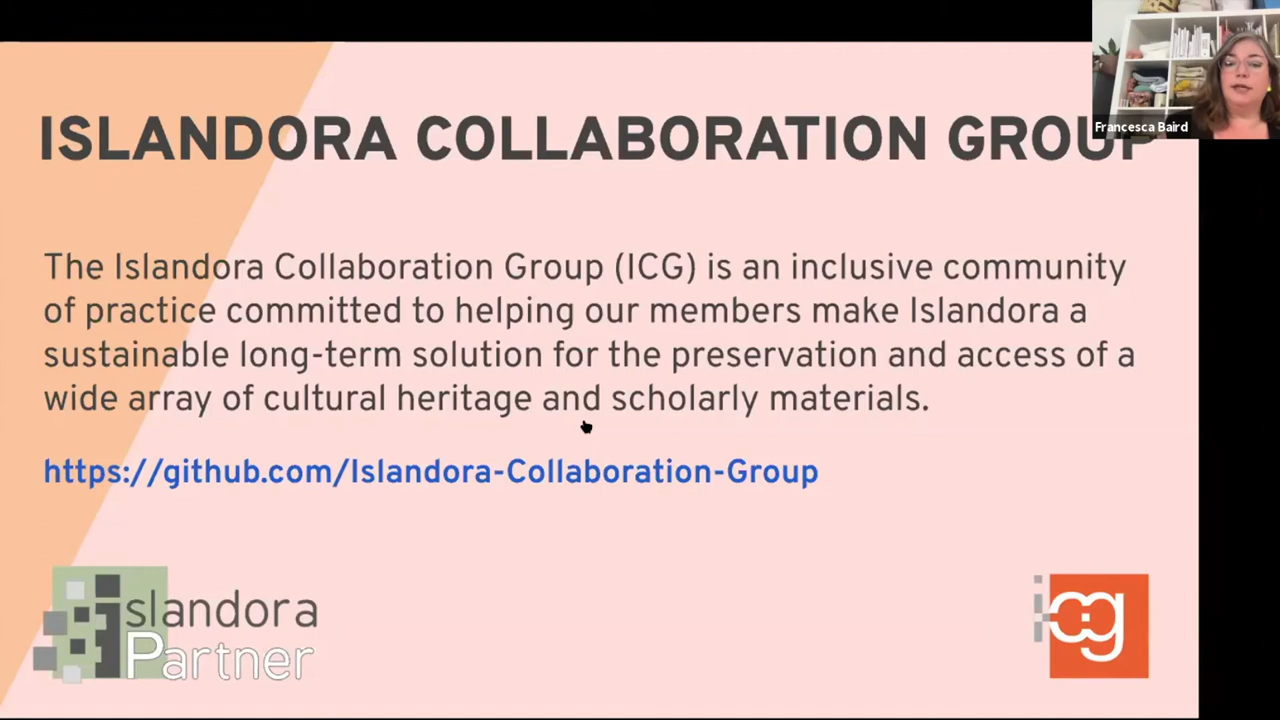 ISLANDORA COLLABORATION GROUP
Francesca Baird
The Islandora Collaboration Group (ICG) is an inclusive community
of practice committed to helping our members make Islandora a
sustainable long-term solution for the preservation and access of a
wide array of cultural heritage and scholarly materials.
https://github.com/Islandora-Collaboration-Group
islandora
Partner
icg